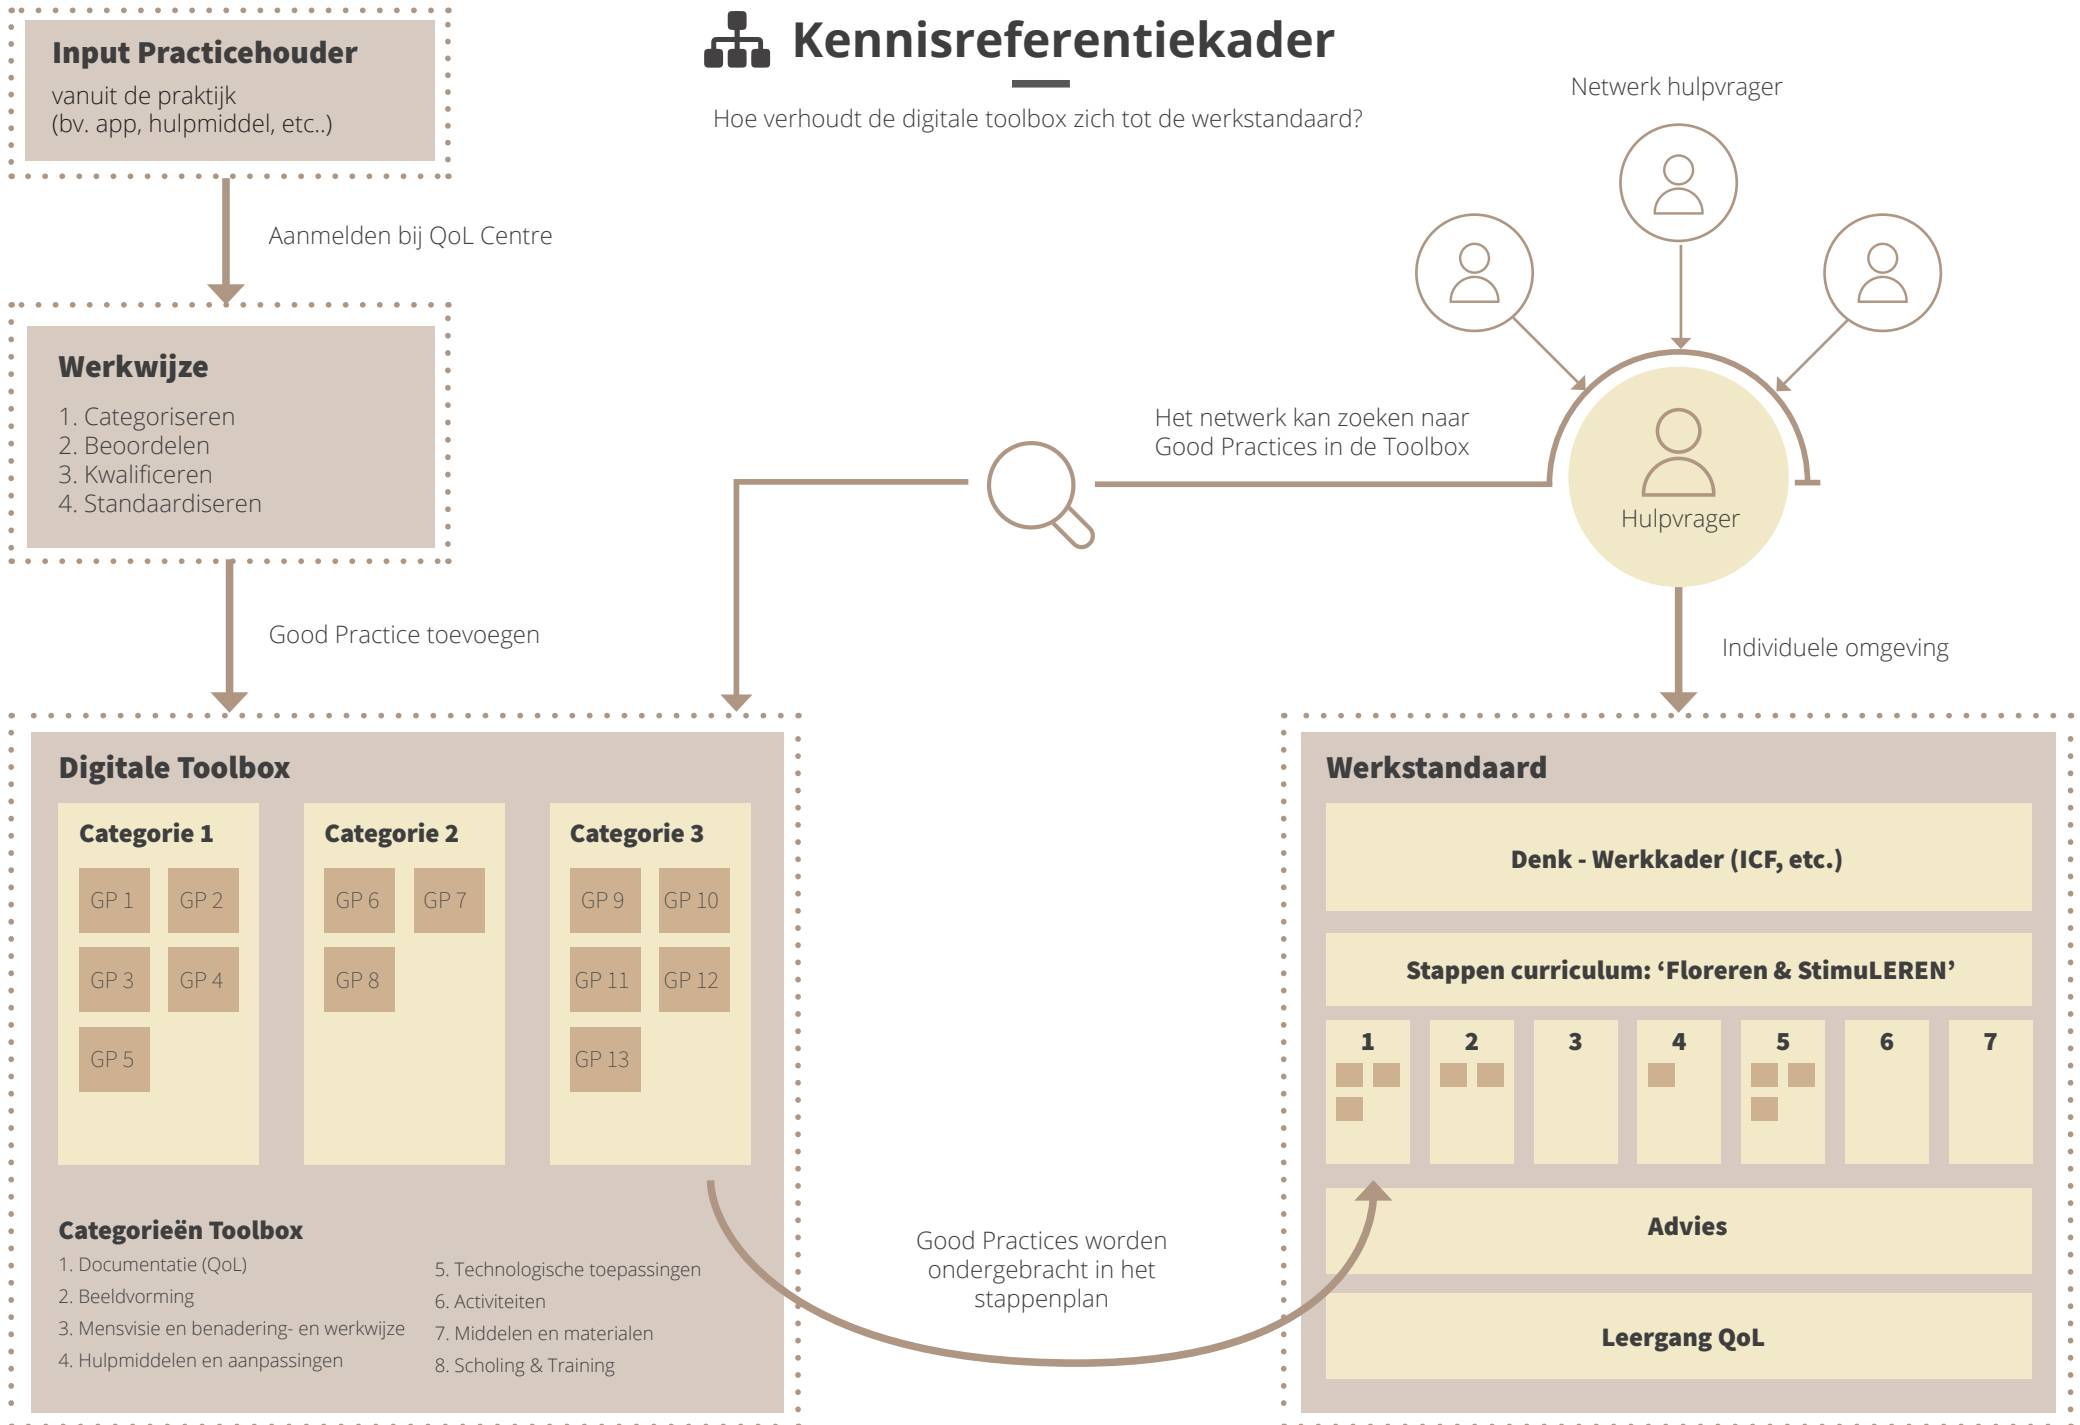 Kennisreferentiekader
Hoe verhoudt de digitale toolbox zich tot de werkstandaard?
Input Practicehouder
vanuit de praktijk
(bv. app, hulpmiddel, etc..)
Aanmelden bij QoL Centre
Werkwijze
1. Categoriseren
2. Beoordelen
3. Kwalificeren
4. Standaardiseren
Good Practice toevoegen
Netwerk hulpvrager
Het netwerk kan zoeken naar
Good Practices in de Toolbox
Hulpvrager
Individuele omgeving
Digitale Toolbox
Categorie 1
GP 1
GP 2
GP 3
GP 4
GP 5
Categorie 2
GP 6
GP 7
GP 8
Categorie 3
GP 9
GP 10
GP 11
GP 12
GP 13
Categorieën Toolbox
1. Documentatie (QoL)
2. Beeldvorming
3. Mensvisie en benadering- en werkwijze
4. Hulpmiddelen en aanpassingen
5. Technologische toepassingen
6. Activiteiten
7. Middelen en materialen
8. Scholing & Training
Good Practices worden
ondergebracht in het
stappenplan
Werkstandaard
Denk - Werkkader (ICF, etc.)
Stappen curriculum: ‘Floreren & StimuLEREN’
1
2
3
4
5
6
7
Advies
Leergang QoL